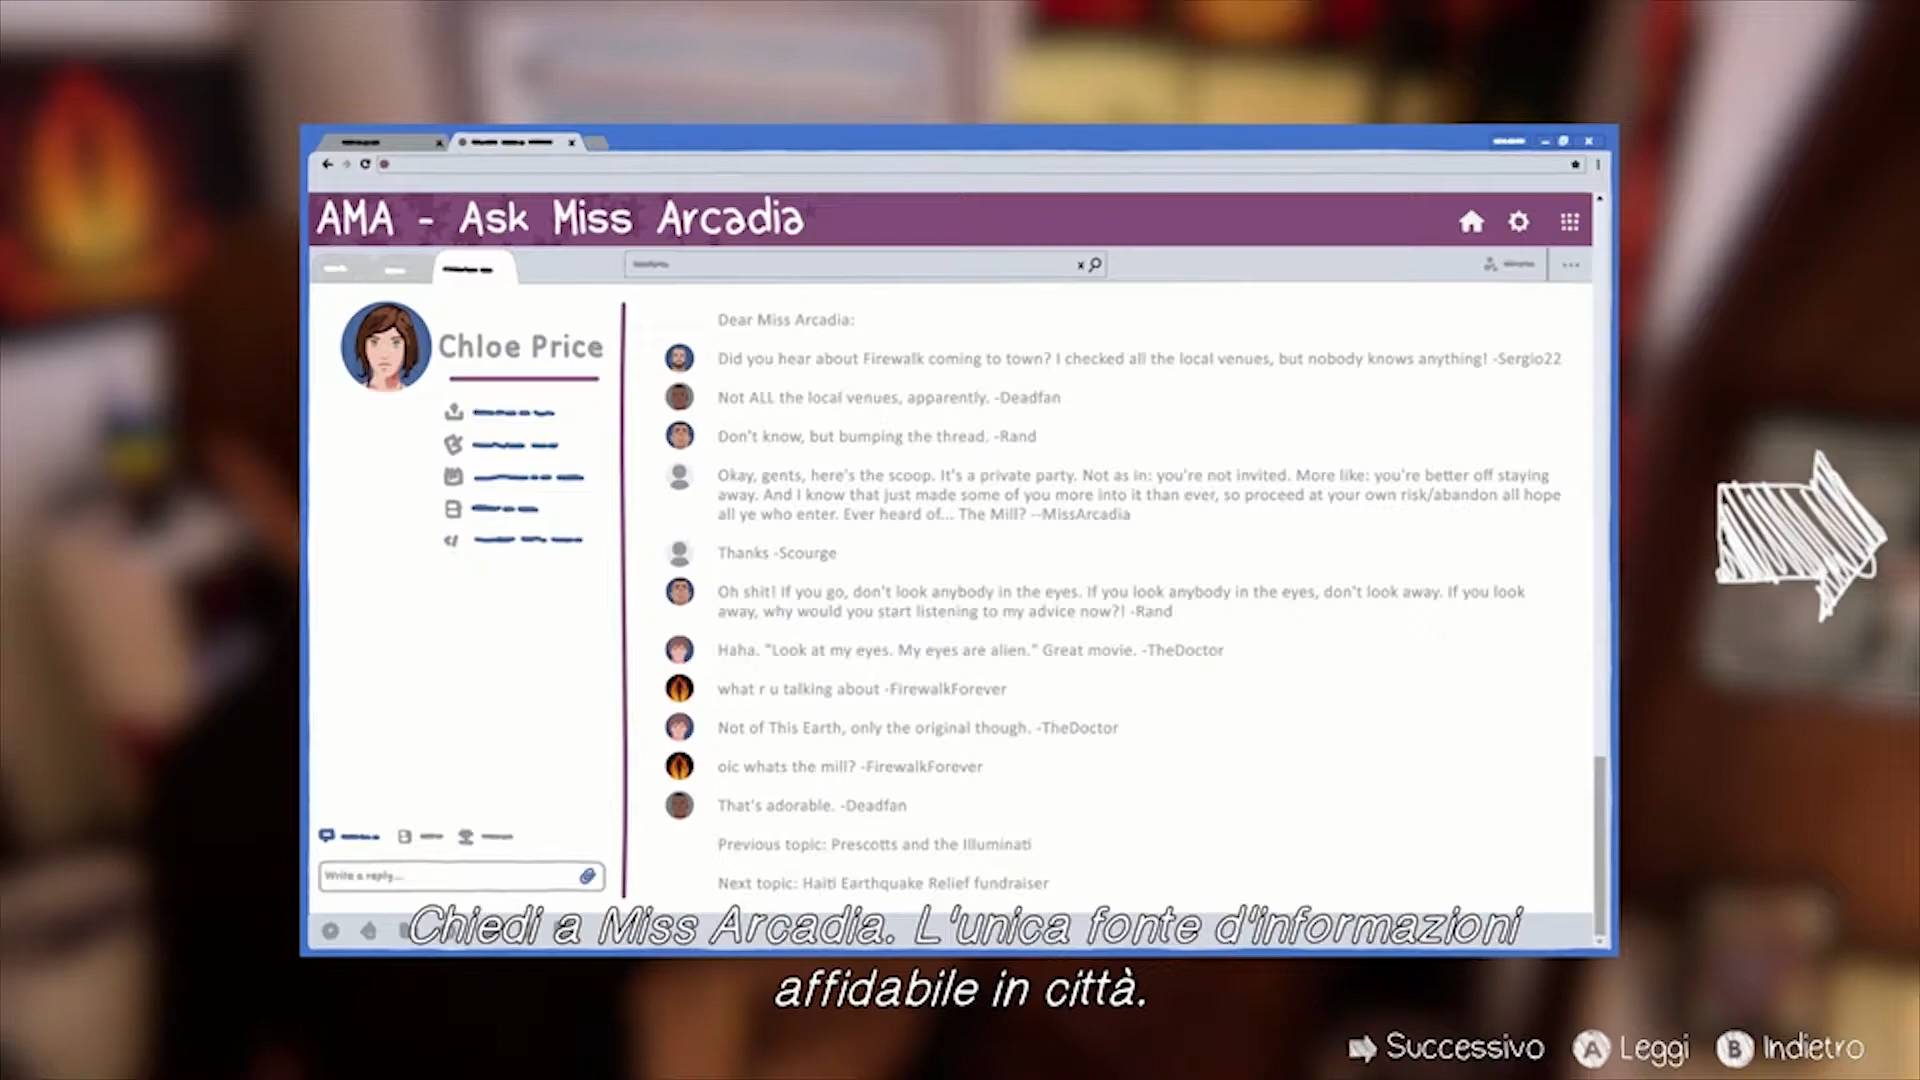 AMA - Ask Miss Arcadia
Chloe Price
Dear Miss Arcadia:
Did you hear about Firewalk coming to town? I checked all the local venues, but nobody knows anything! -Sergio22
Not ALL the local venues, apparently. -Deadfan
Don't know, but bumping the thread. -Rand
Okay, gents, here's the scoop. It's a private party. Not as in: you're not invited. More like: you're better off staying
away. And I know that just made some of you more into it than ever, so proceed at your own risk/abandon all hope
all ye who enter. Ever heard of... The Mill? --MissArcadia
Thanks -Scourge
Oh shit! If you go, don't look anybody in the eyes. If you look anybody in the eyes, don't look away. If you look
away, why would you start listening to my advice now?! -Rand
Haha. "Look at my eyes. My eyes are alien." Great movie. -TheDoctor
what r u talking about -FirewalkForever
Not of This Earth, only the original though. -TheDoctor
oic whats the mill? -FirewalkForever
That's adorable. -Deadfan
Previous topic: Prescotts and the Illuminati
Next topic: Haiti Earthquake Relief fundraiser
Write a reply...
Chiedi a Miss Arcadia. L'unica fonte d'informazioni
affidabile in città.
Successivo A Leggi B Indietro